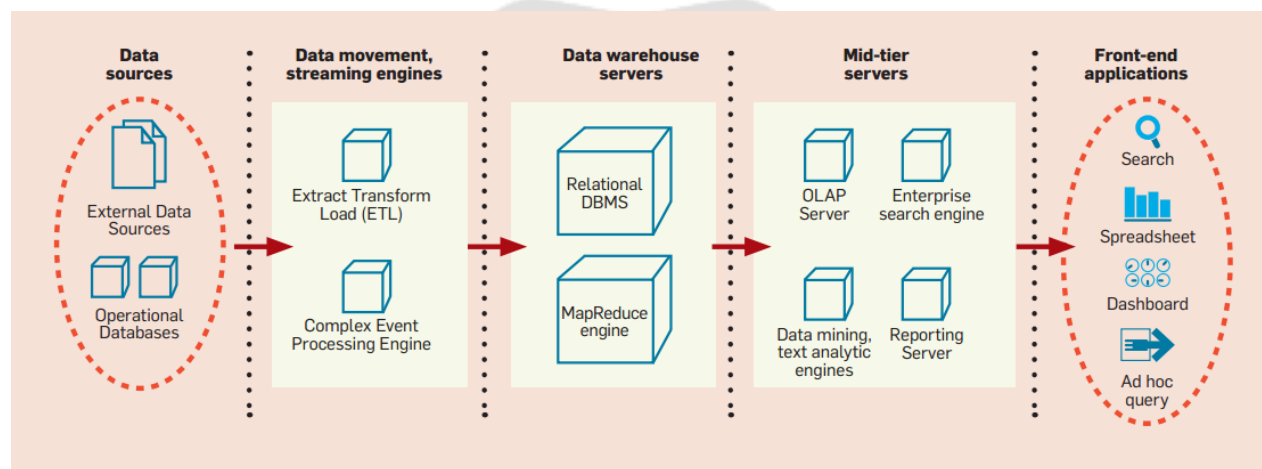 Data
sources
Data movement,
streaming engines
Data warehouse
servers
Mid-tier
servers
Front-end
applications
External Data
Sources
Operational
Databases
Extract Transform
Load (ETL)
Complex Event
Processing Engine
Relational
DBMS
MapReduce
engine
OLAP
Server
Enterprise
search engine
Data mining,
text analytic
engines
Reporting
Server
Search
Spreadsheet
Dashboard
Ad hoc
query